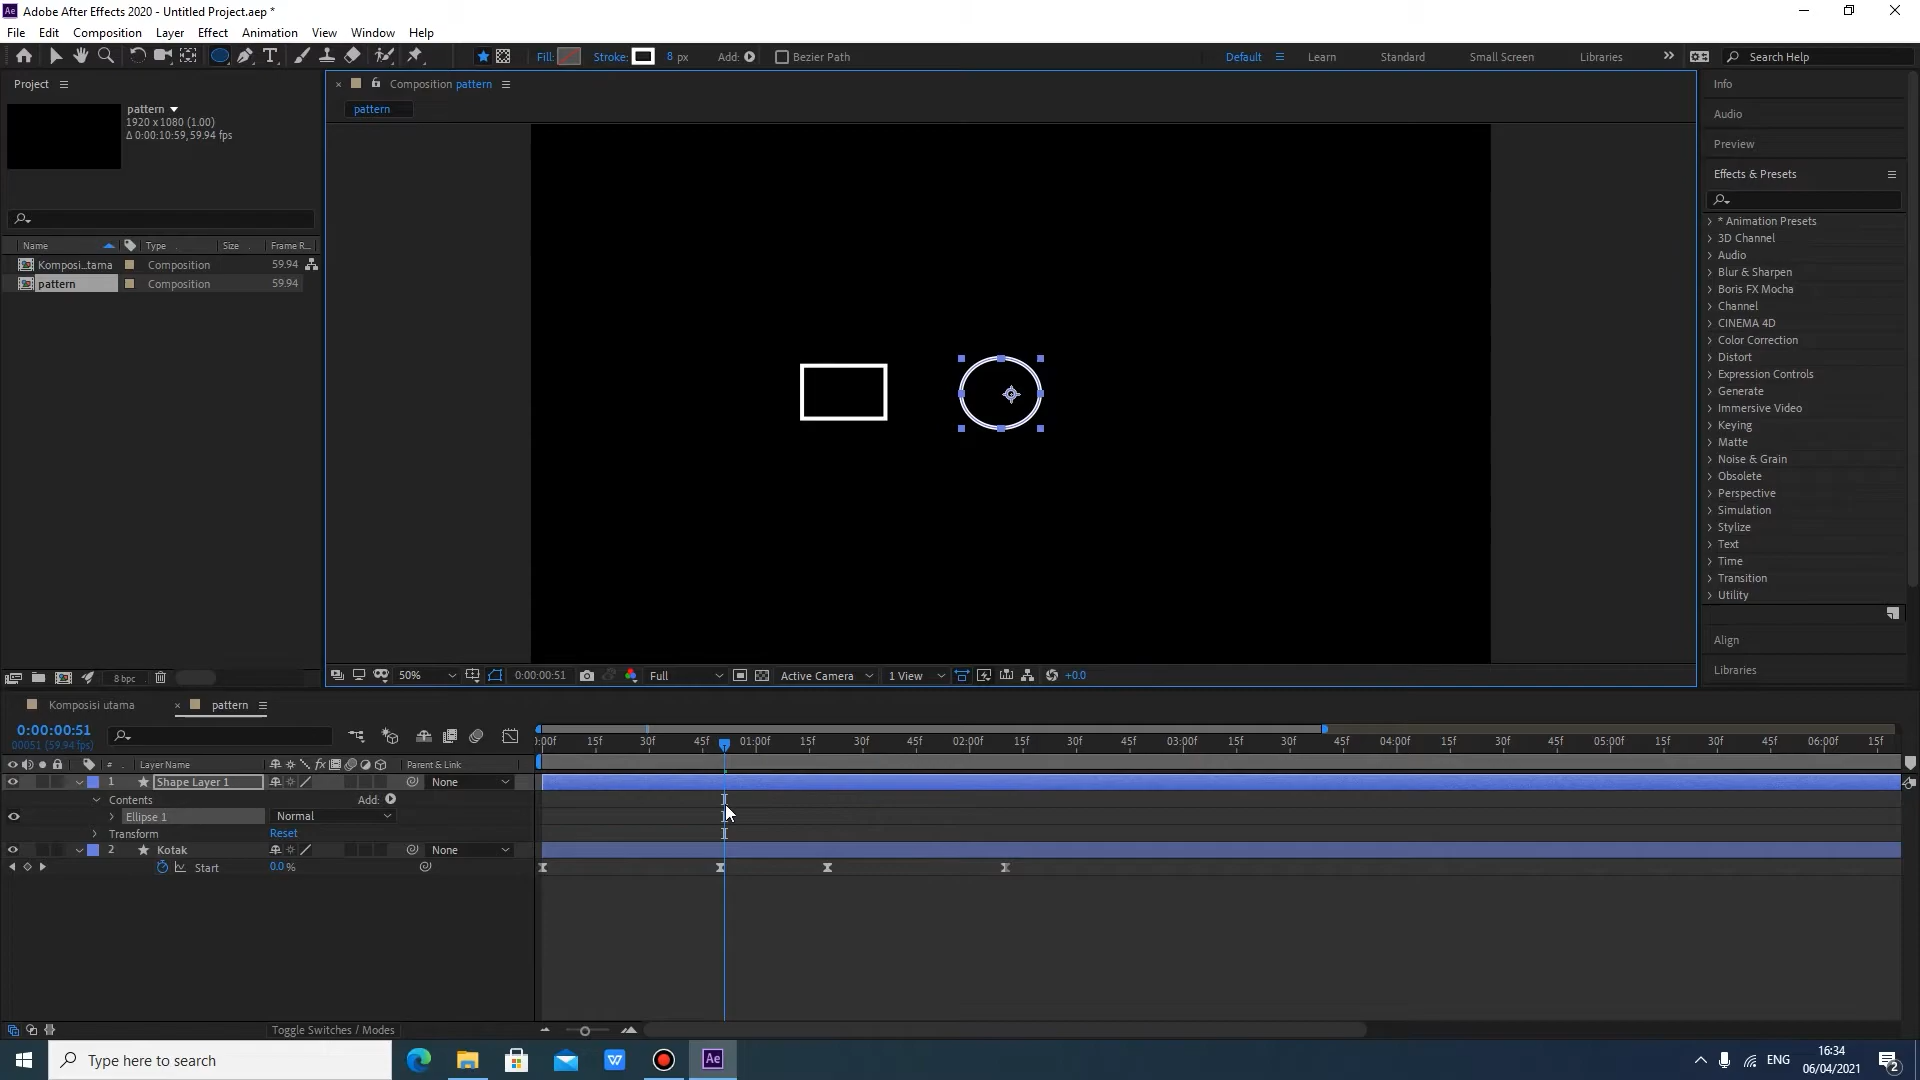 Ae Adobe After Effects 2020 - Untitled Project.aep *
File Edit Composition Layer Effect Animation View Window Help
Fill: Stroke: 8 px Add: Bezier Path Default Learn Standard Small Screen Libraries Search Help
Project
Composition pattern
pattern
pattern
1920 x 1080 (1.00)
Δ 0:00:10:59, 59.94 fps
Name Type Size Frame R...
Komposi...tama Composition 59.94
pattern Composition 59.94
Info
Audio
Preview
Effects & Presets
* Animation Presets
3D Channel
Audio
Blur & Sharpen
Boris FX Mocha
Channel
CINEMA 4D
Color Correction
Distort
Expression Controls
Generate
Immersive Video
Keying
Matte
Noise & Grain
Obsolete
Perspective
Simulation
Stylize
Text
Time
Transition
Utility
Align
Libraries
8 bpc
50% 0:00:00:51 Full Active Camera 1 View +0.0
Komposisi utama pattern
0:00:00:51
00051 (59.94 fps)
):00f 15f 30f 45f 01:00f 15f 30f 45f 02:00f 15f 30f 45f 03:00f 15f 30f 45f 04:00f 15f 30f 45f 05:00f 15f 30f 45f 06:00f 15f
# Layer Name fx Parent & Link
1 Shape Layer 1 None
Contents Add:
Ellipse 1 Normal
Transform Reset
2 Kotak None
Start 0.0 %
Toggle Switches / Modes
Type here to search
W
Ae
ENG
16:34
06/04/2021
2